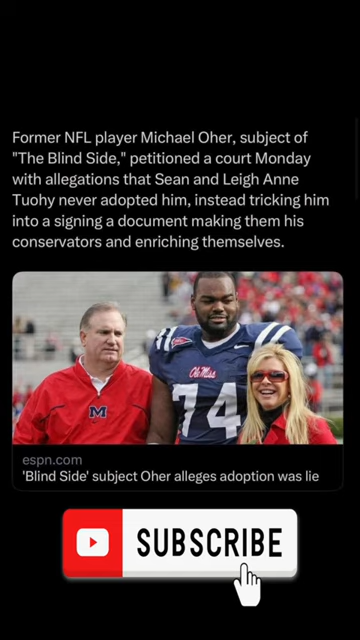 Former NFL player Michael Oher, subject of
"The Blind Side," petitioned a court Monday
with allegations that Sean and Leigh Anne
Tuohy never adopted him, instead tricking him
into a signing a document making them his
conservators and enriching themselves.
M
Ole Miss
74
espn.com
'Blind Side' subject Oher alleges adoption was lie
SUBSCRIBE